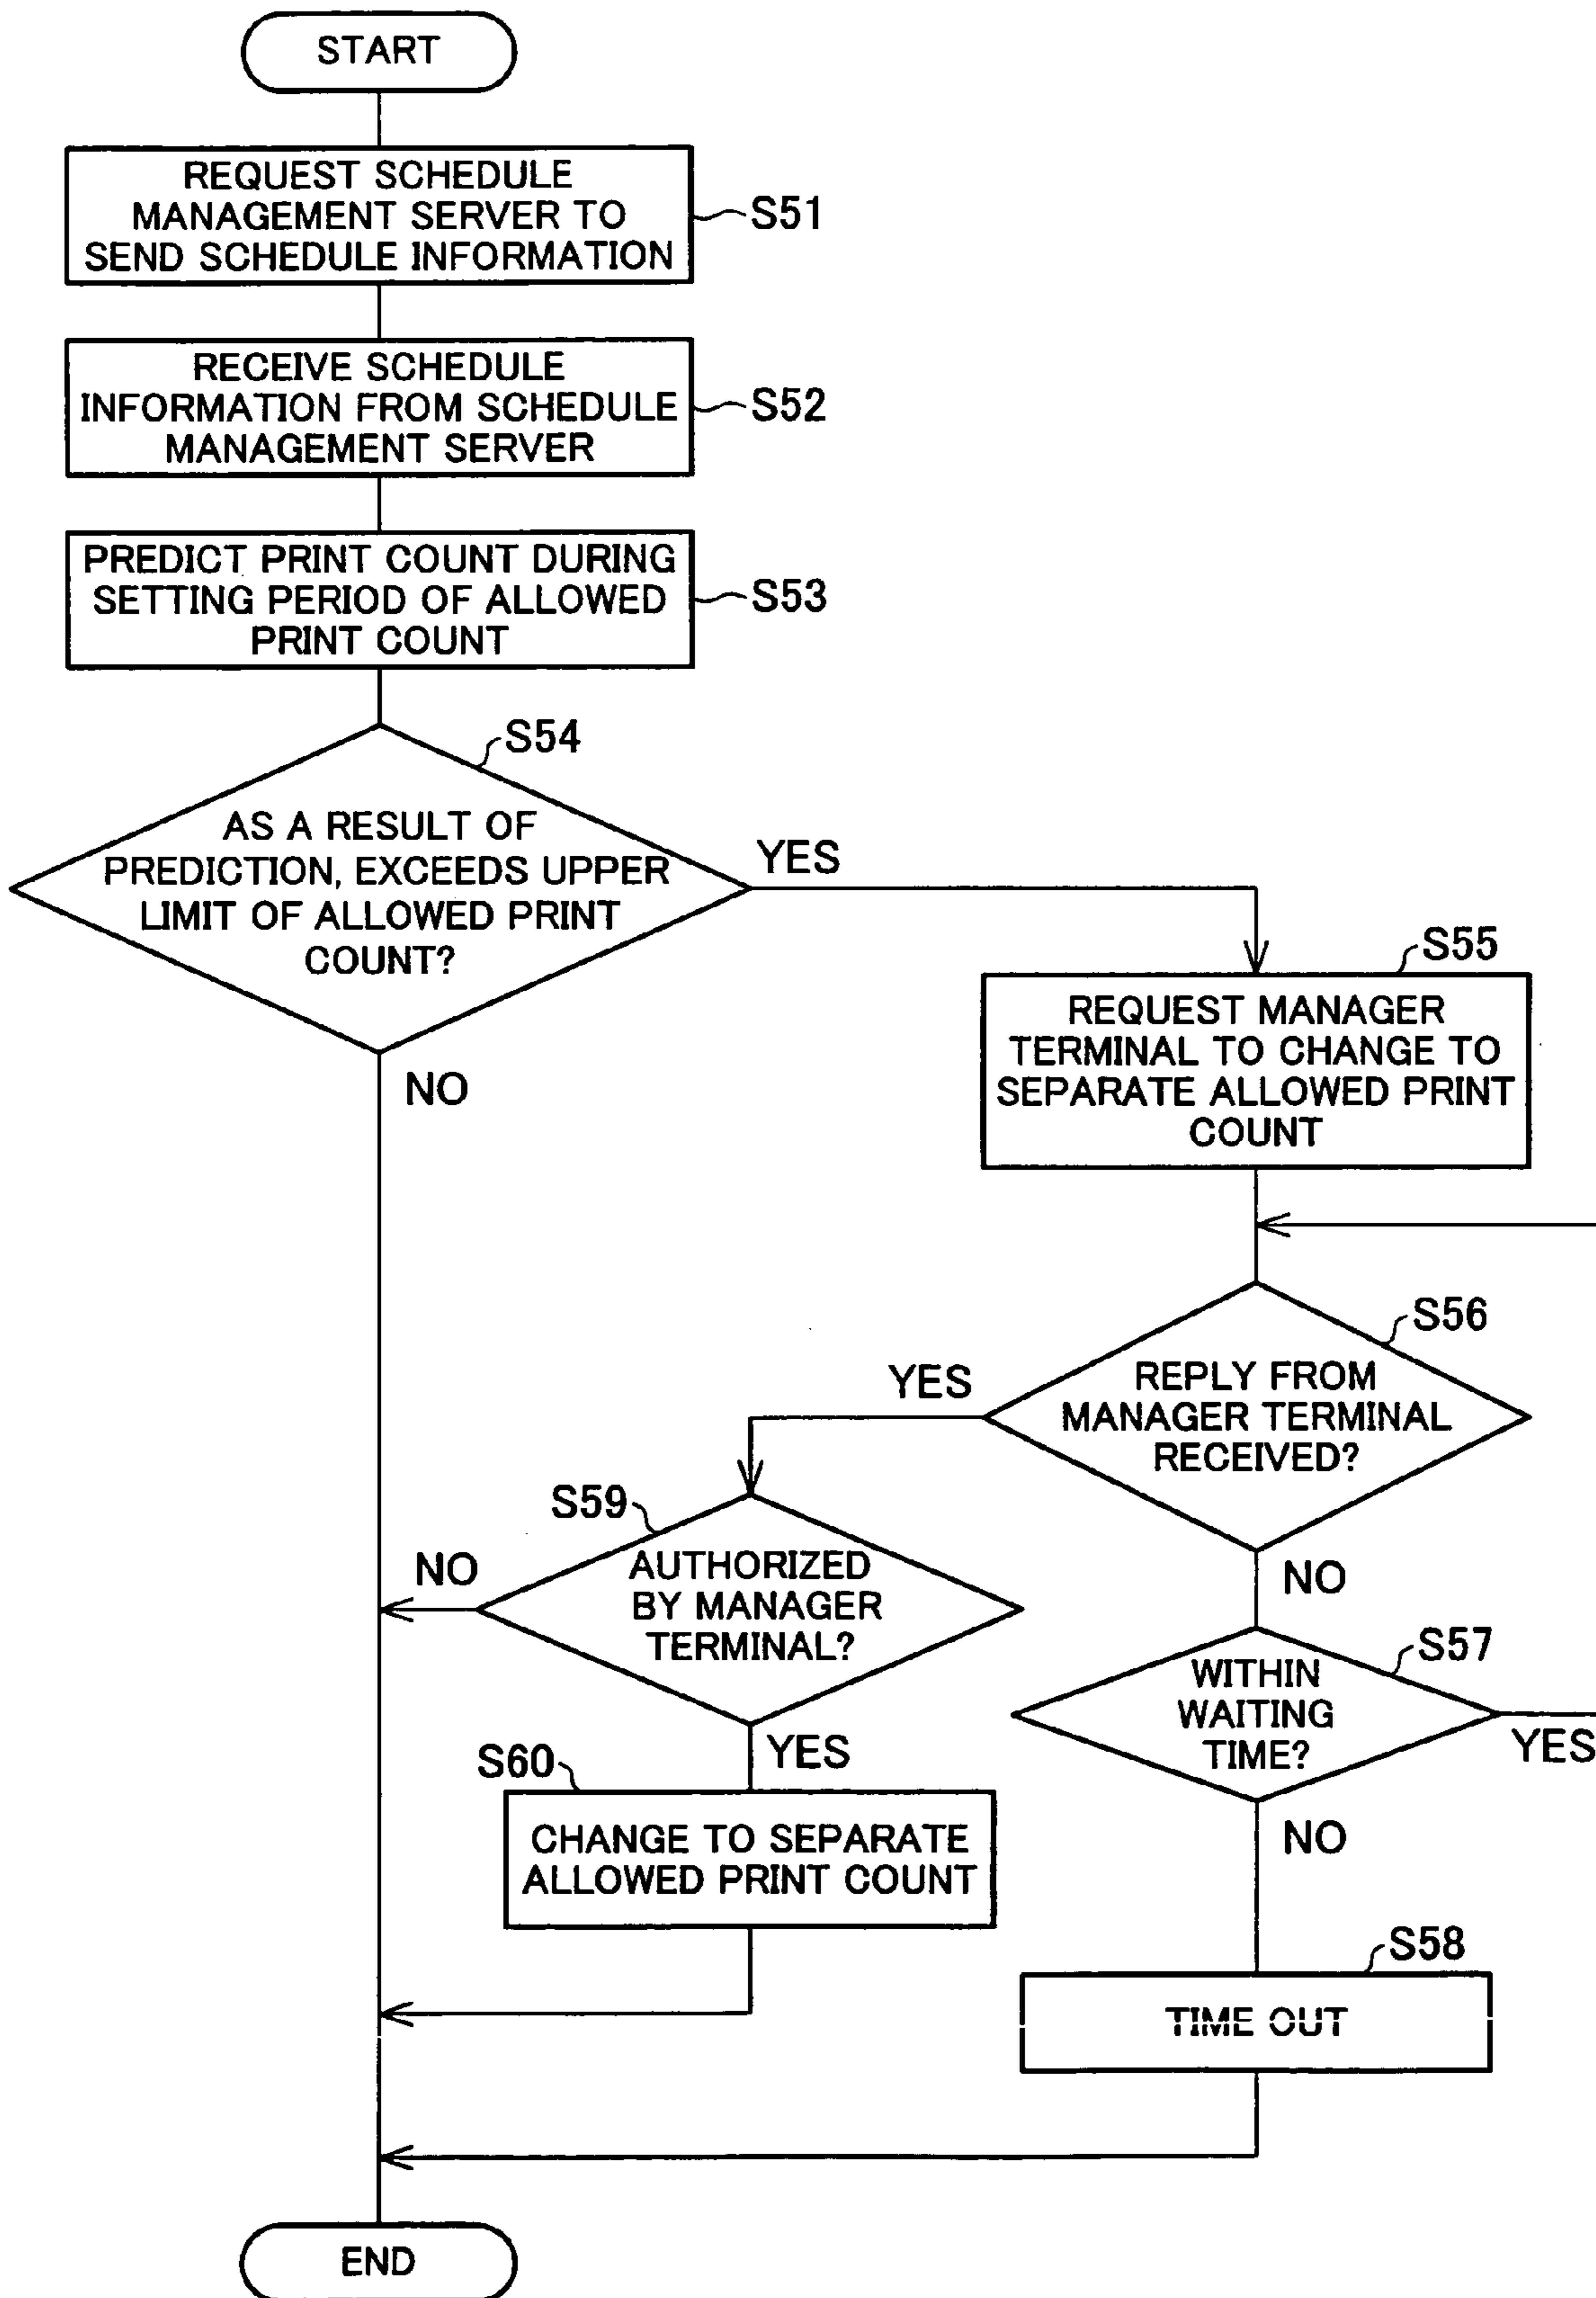 START
REQUEST SCHEDULE
MANAGEMENT SERVER TO
SEND SCHEDULE INFORMATION
S51
RECEIVE SCHEDULE
INFORMATION FROM SCHEDULE
MANAGEMENT SERVER
S52
PREDICT PRINT COUNT DURING
SETTING PERIOD OF ALLOWED
PRINT COUNT
S53
S54
AS A RESULT OF
PREDICTION, EXCEEDS UPPER
LIMIT OF ALLOWED PRINT
COUNT?
YES
NO
S55
REQUEST MANAGER
TERMINAL TO CHANGE TO
SEPARATE ALLOWED PRINT
COUNT
S56
REPLY FROM
MANAGER TERMINAL
RECEIVED?
YES
NO
S59
AUTHORIZED
BY MANAGER
TERMINAL?
NO
YES
S57
WITHIN
WAITING
TIME?
YES
NO
S60
CHANGE TO SEPARATE
ALLOWED PRINT COUNT
S58
TIME OUT
END